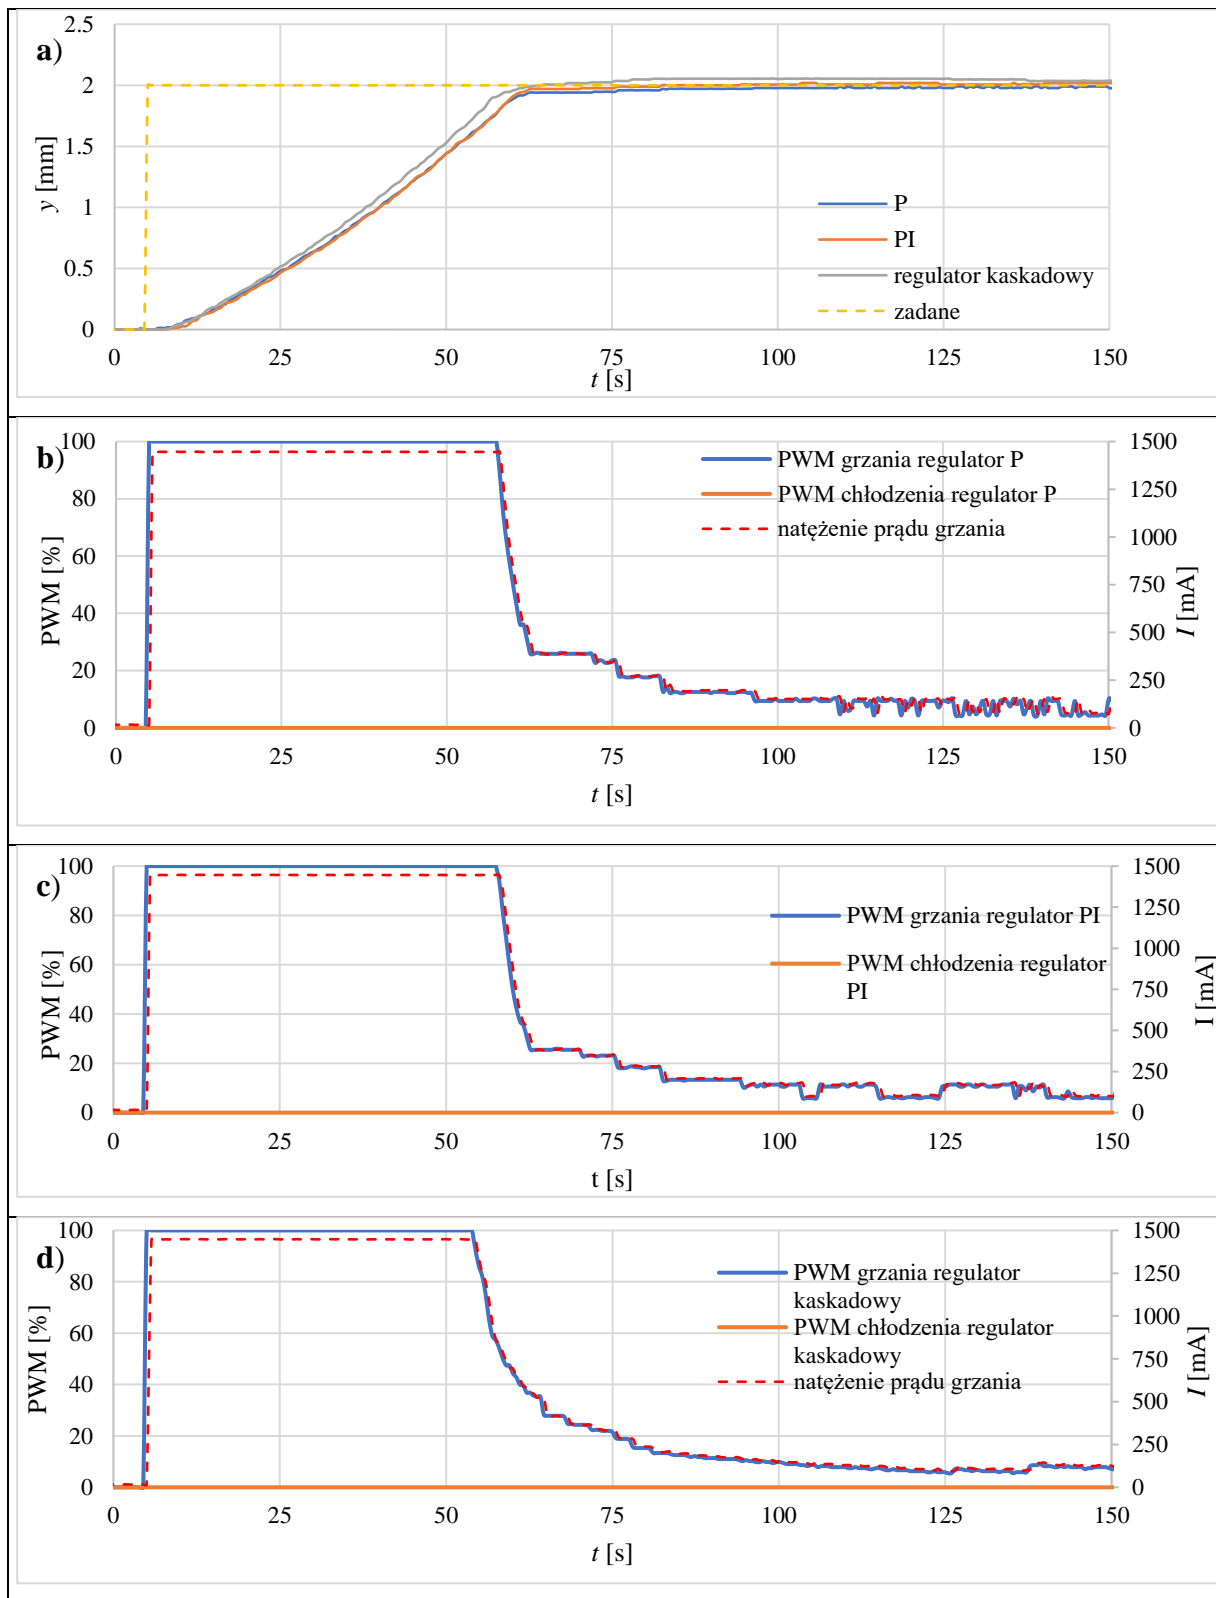 a)
2.5
2
1.5
1
0.5
0
y [mm]
P
PI
regulator kaskadowy
zadane
0 25 50 75 100 125 150
t [s]
b)
100
80
60
40
20
0
PWM [%]
1500
1250
1000
750
500
250
0
I [mA]
PWM grzania regulator P
PWM chłodzenia regulator P
natężenie prądu grzania
0 25 50 75 100 125 150
t [s]
c)
100
80
60
40
20
0
PWM [%]
1500
1250
1000
750
500
250
0
I [mA]
PWM grzania regulator PI
PWM chłodzenia regulator
PI
0 25 50 75 100 125 150
t [s]
d)
100
80
60
40
20
0
PWM [%]
1500
1250
1000
750
500
250
0
I [mA]
PWM grzania regulator
kaskadowy
PWM chłodzenia regulator
kaskadowy
natężenie prądu grzania
0 25 50 75 100 125 150
t [s]